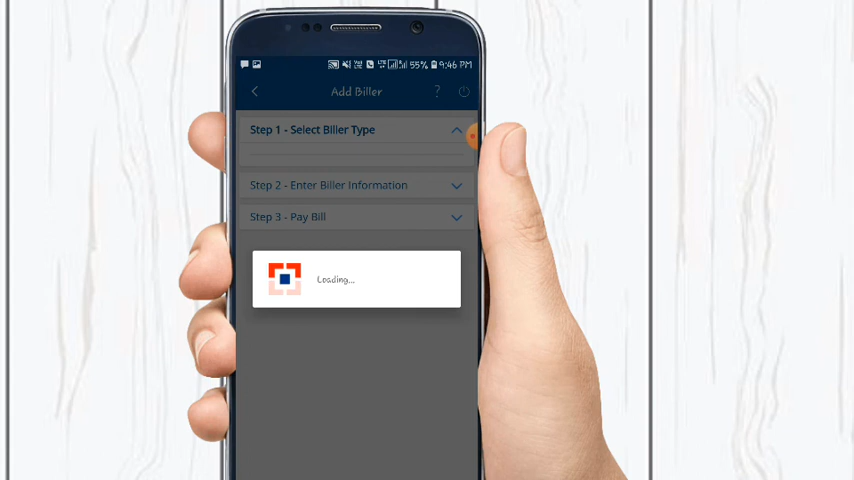 55% 9:46 PM
Add Biller ?
Step 1 - Select Biller Type
Step 2 - Enter Biller Information
Step 3 - Pay Bill
Loading...